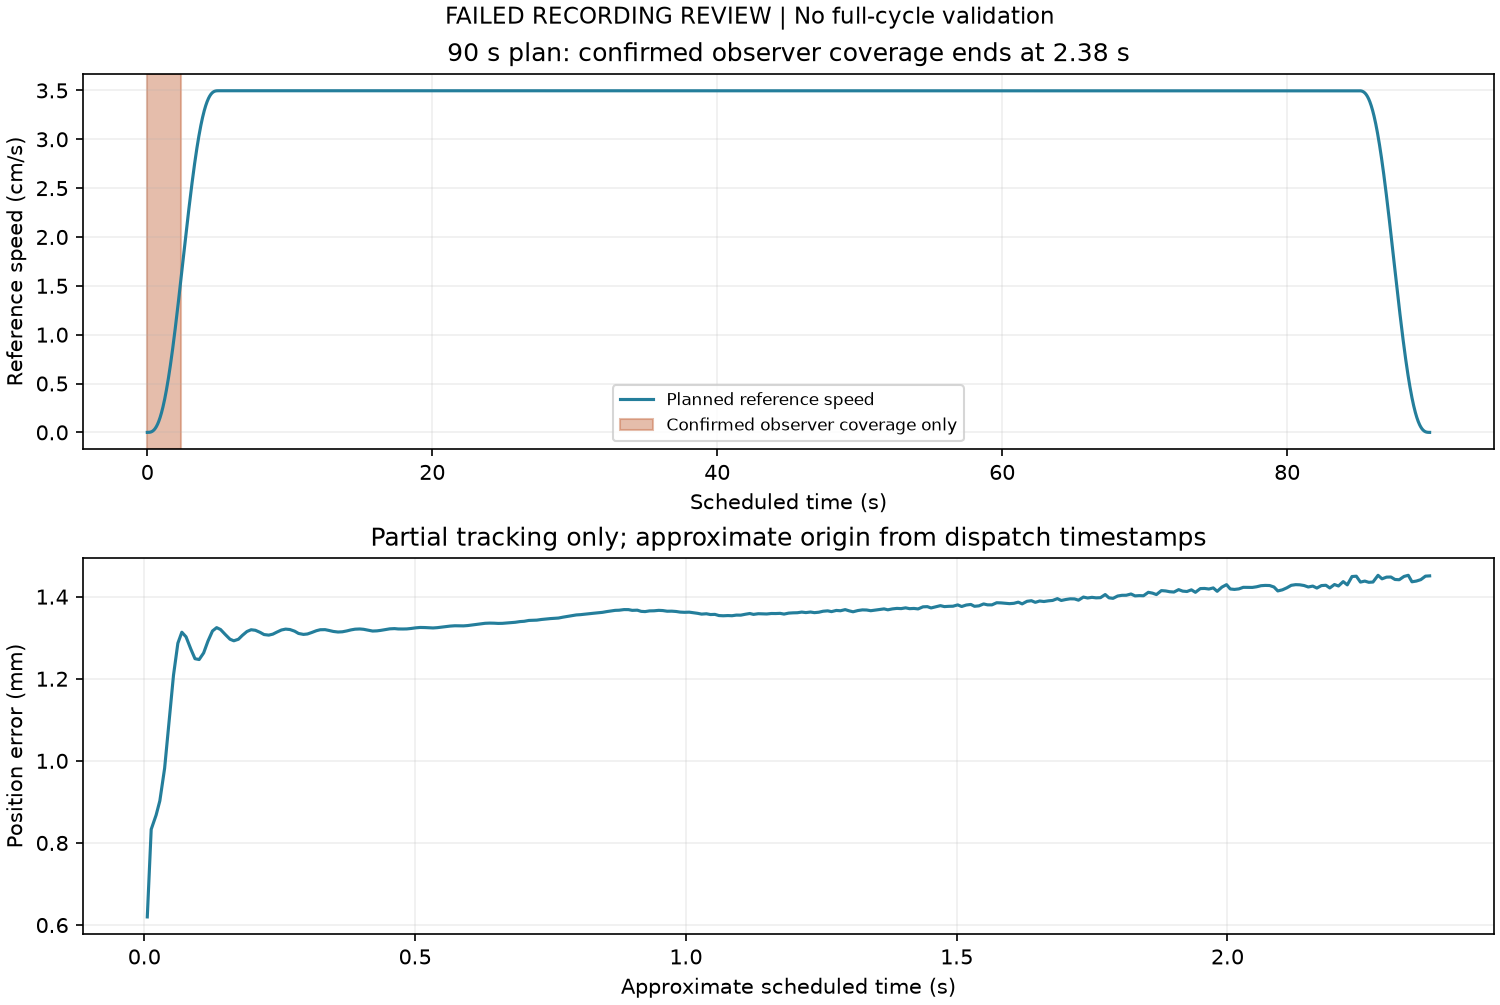 FAILED RECORDING REVIEW | No full-cycle validation
90 s plan: confirmed observer coverage ends at 2.38 s
Reference speed (cm/s)
3.5
3.0
2.5
2.0
1.5
1.0
0.5
0.0
Planned reference speed
Confirmed observer coverage only
0 20 40 60 80
Scheduled time (s)
Partial tracking only; approximate origin from dispatch timestamps
Position error (mm)
1.4
1.2
1.0
0.8
0.6
0.0 0.5 1.0 1.5 2.0
Approximate scheduled time (s)